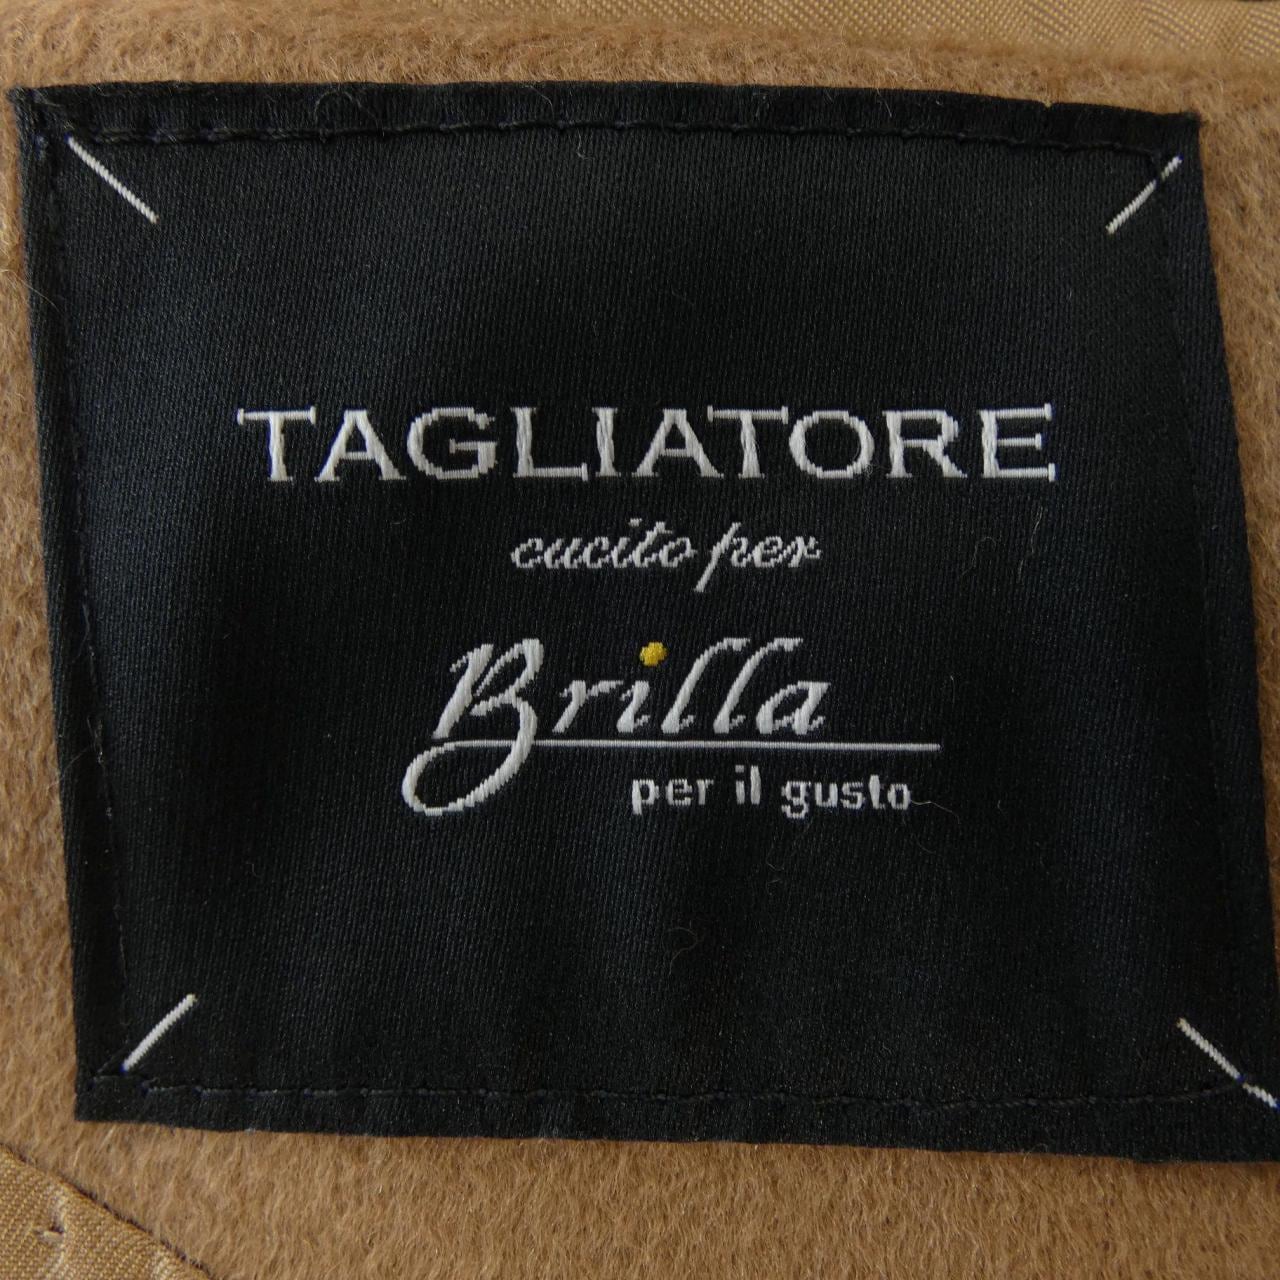 TAGLIATORE
cucito per
Brilla
per il gusto